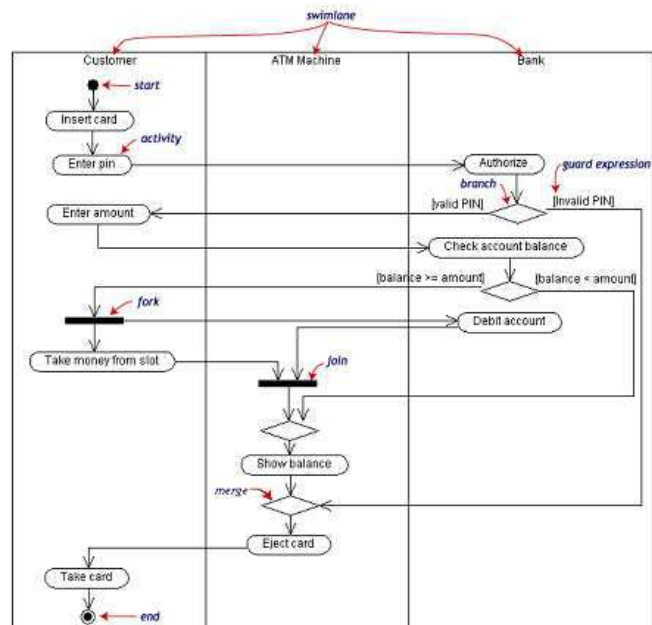 swimlane
Customer
ATM Machine
Bank
start
Insert card
activity
Enter pin
Authorize
guard expression
branch
Enter amount
[valid PIN]
[Invalid PIN]
Check account balance
[balance >= amount]
[balance < amount]
fork
Debit account
Take money from slot
join
Show balance
merge
Eject card
Take card
end